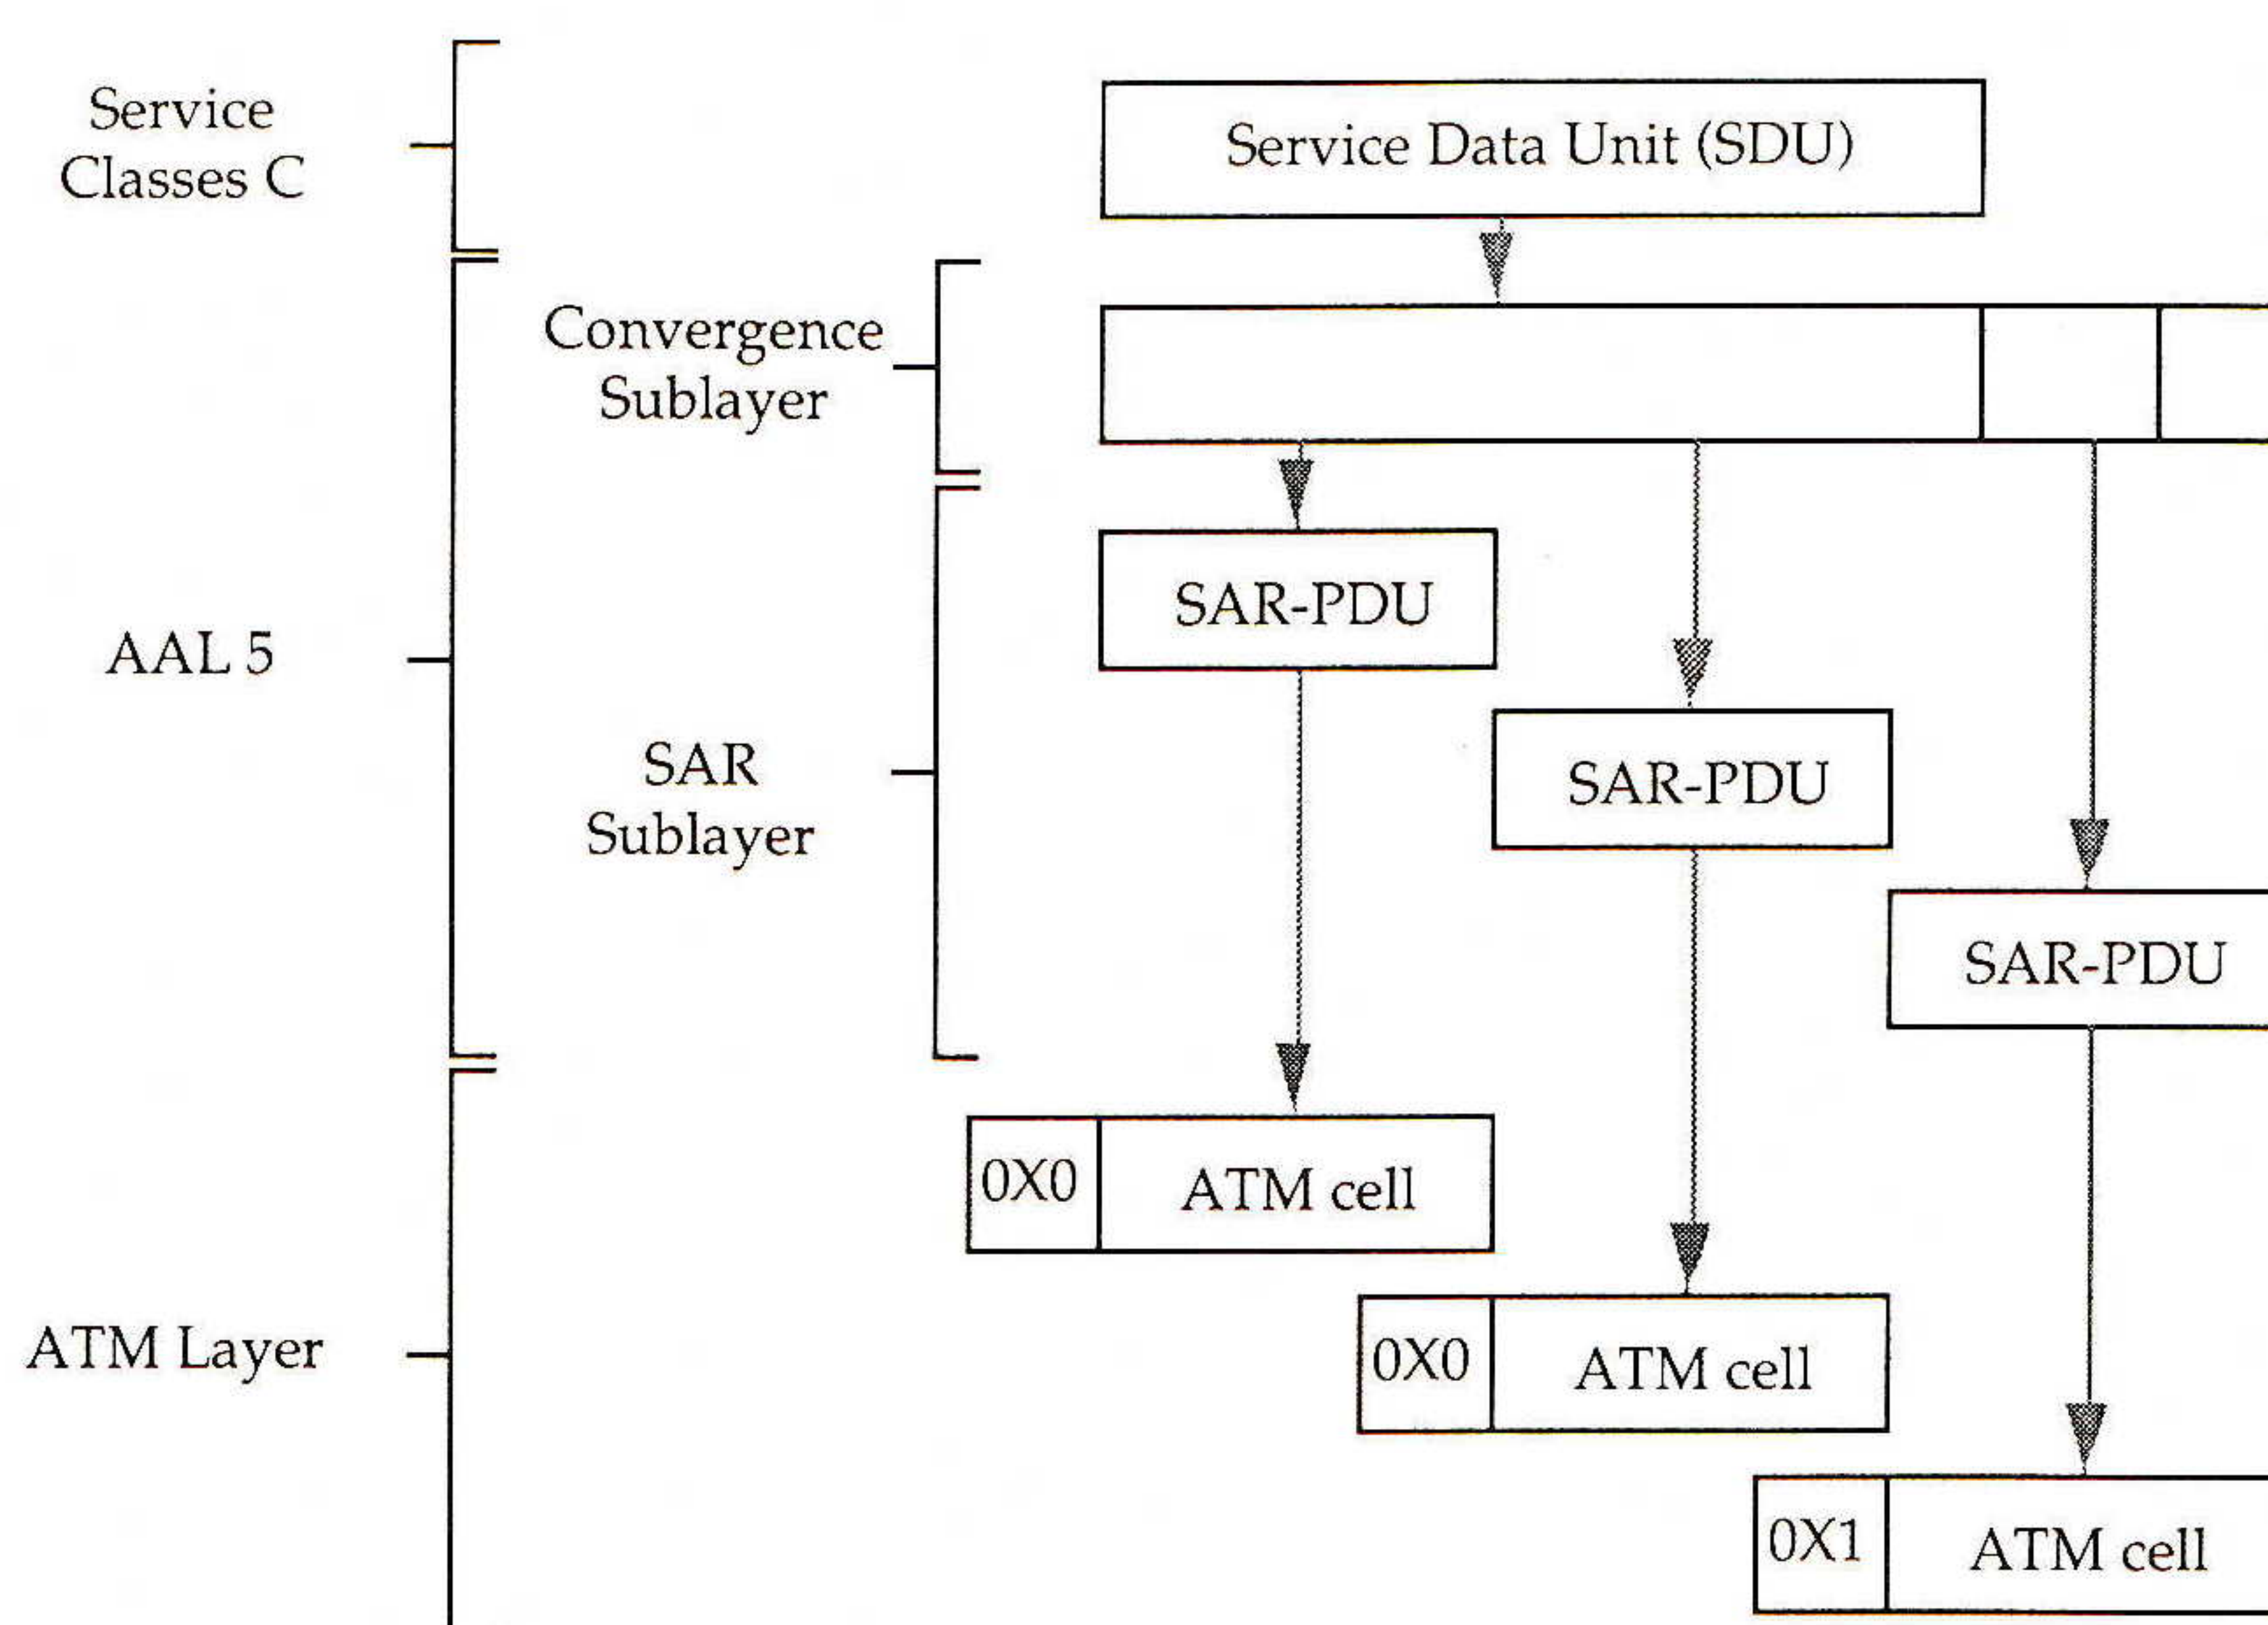 Service
Classes C
Service Data Unit (SDU)
Convergence
Sublayer
SAR-PDU
AAL 5
SAR
Sublayer
SAR-PDU
SAR-PDU
0X0 ATM cell
ATM Layer
0X0 ATM cell
0X1 ATM cell